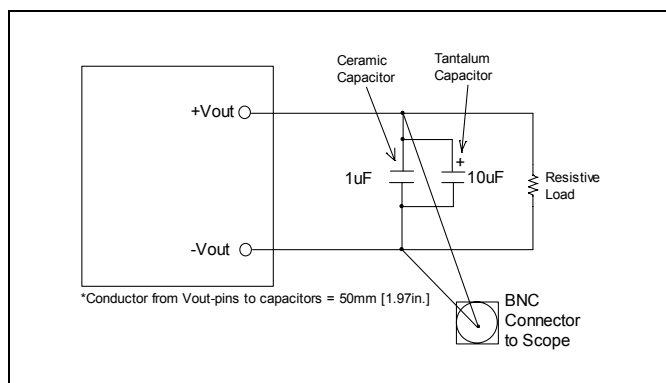 Ceramic
Capacitor
Tantalum
Capacitor
+Vout
+
1uF
10uF
Resistive
Load
-Vout
*Conductor from Vout-pins to capacitors = 50mm [1.97in.]
BNC
Connector
to Scope